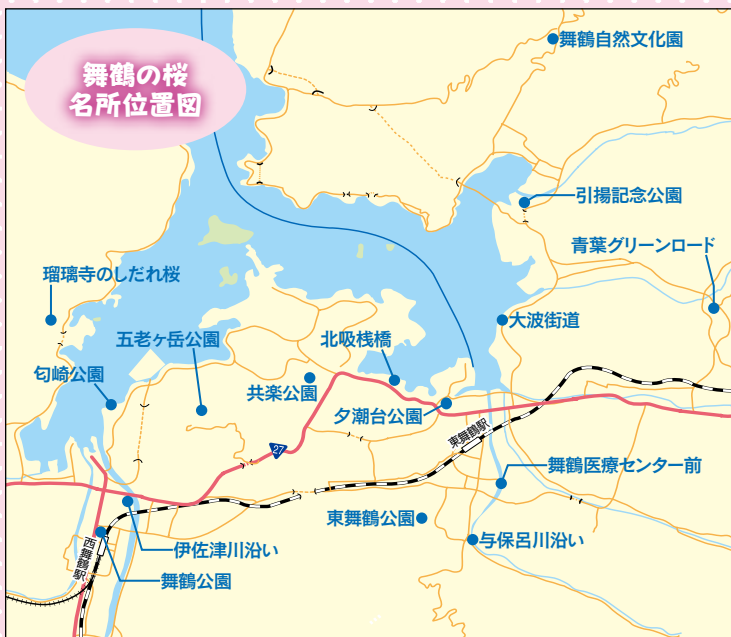 舞鶴の桜
名所位置図
舞鶴自然文化園
引揚記念公園
青葉グリーンロード
瑠璃寺のしだれ桜
大波街道
五老ヶ岳公園
北吸桟橋
匂崎公園
共楽公園
夕潮台公園
東舞鶴駅
27
舞鶴医療センター前
東舞鶴公園
与保呂川沿い
伊佐津川沿い
西舞鶴駅
舞鶴公園